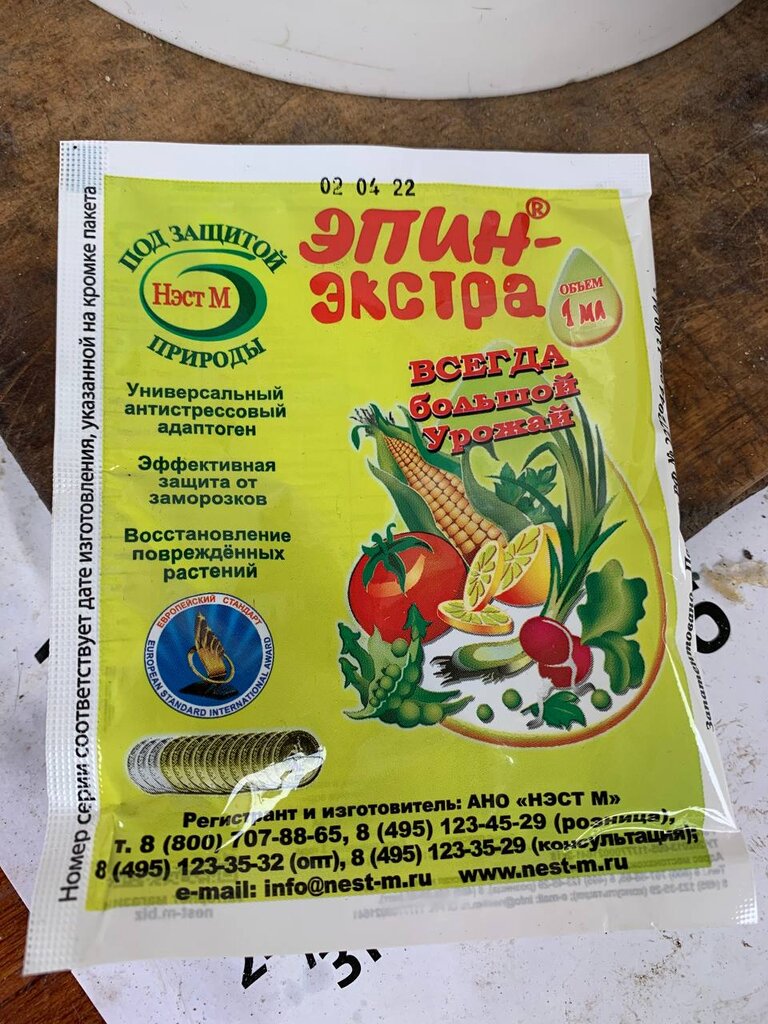 02 04 22
Номер серии соответствует дате изготовления, указанной на кромке пакета
ПОД ЗАЩИТОЙ
Нэст М
ПРИРОДЫ
ЭПИН-®
экстра
ОБЪЕМ
1 мл
ВСЕГДА
большой
Урожай
Универсальный
антистрессовый
адаптоген
Эффективная
защита от
заморозков
Восстановление
повреждённых
растений
ЕВРОПЕЙСКИЙ СТАНДАРТ
EUROPEAN STANDARD INTERNATIONAL AWARD
Регистрант и изготовитель: АНО «НЭСТ М»
т. 8 (800) 707-88-65, 8 (495) 123-45-29 (розница),
8 (495) 123-35-32 (опт), 8 (495) 123-35-29 (консультация);
e-mail: info@nest-m.ru www.nest-m.ru
Запатентовано